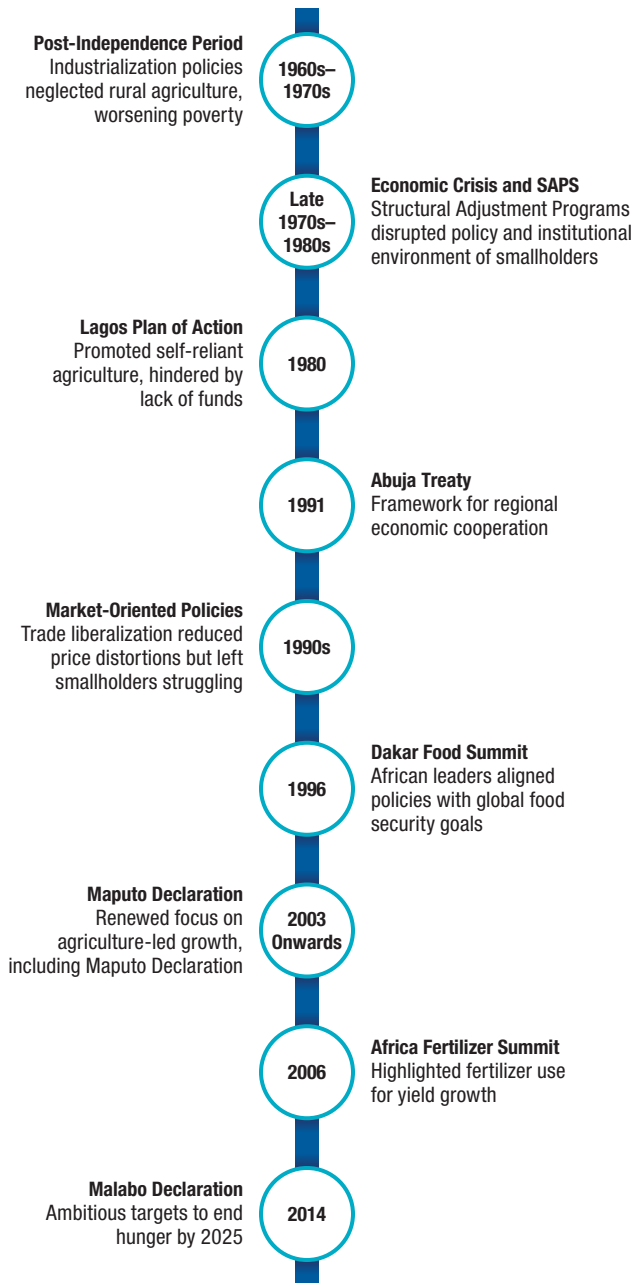 Post-Independence Period
Industrialization policies
neglected rural agriculture,
worsening poverty
1960s–
1970s
Late
1970s–
1980s
Economic Crisis and SAPS
Structural Adjustment Programs
disrupted policy and institutional
environment of smallholders
Lagos Plan of Action
Promoted self-reliant
agriculture, hindered by
lack of funds
1980
1991
Abuja Treaty
Framework for regional
economic cooperation
Market-Oriented Policies
Trade liberalization reduced
price distortions but left
smallholders struggling
1990s
1996
Dakar Food Summit
African leaders aligned
policies with global food
security goals
Maputo Declaration
Renewed focus on
agriculture-led growth,
including Maputo Declaration
2003
Onwards
2006
Africa Fertilizer Summit
Highlighted fertilizer use
for yield growth
Malabo Declaration
Ambitious targets to end
hunger by 2025
2014